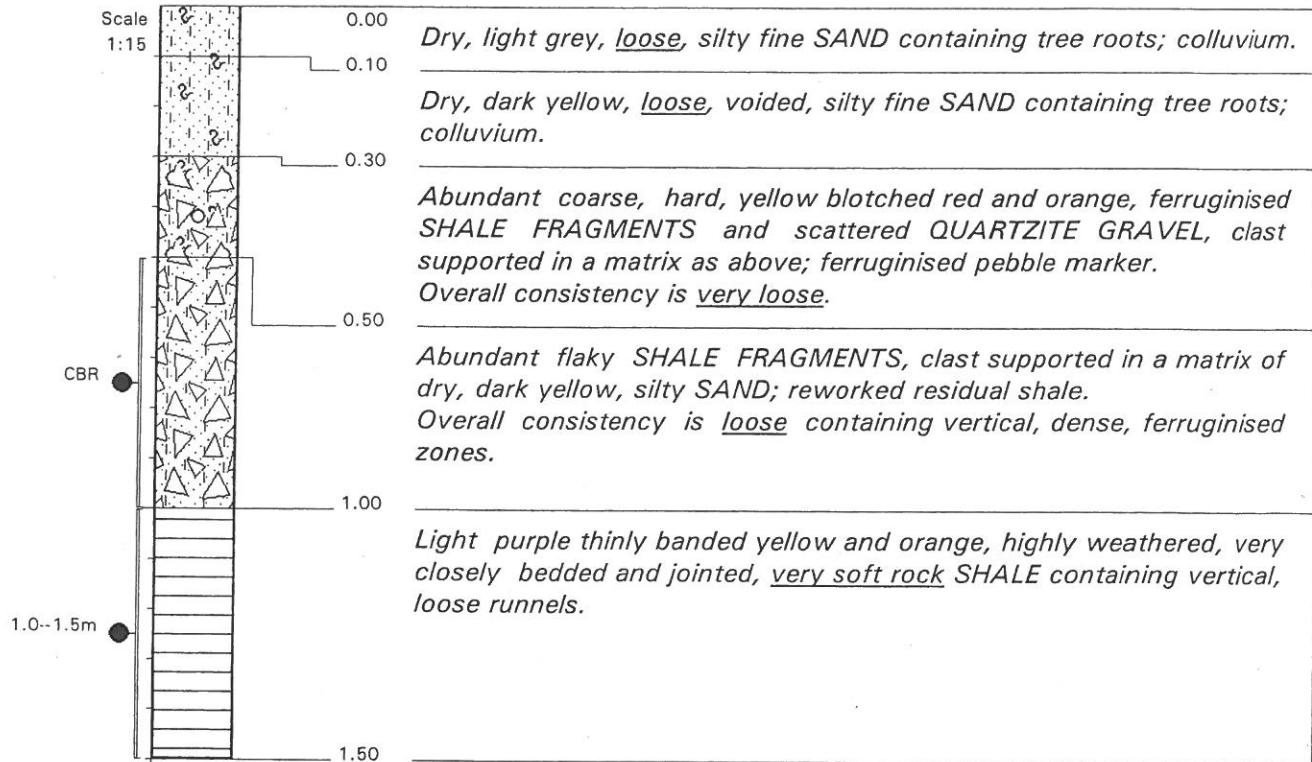 Scale
1:15
0.00
Dry, light grey, loose, silty fine SAND containing tree roots; colluvium.
0.10
Dry, dark yellow, loose, voided, silty fine SAND containing tree roots;
colluvium.
0.30
Abundant coarse, hard, yellow blotched red and orange, ferruginised
SHALE FRAGMENTS and scattered QUARTZITE GRAVEL, clast
supported in a matrix as above; ferruginised pebble marker.
Overall consistency is very loose.
0.50
Abundant flaky SHALE FRAGMENTS, clast supported in a matrix of
dry, dark yellow, silty SAND; reworked residual shale.
Overall consistency is loose containing vertical, dense, ferruginised
zones.
CBR
1.00
Light purple thinly banded yellow and orange, highly weathered, very
closely bedded and jointed, very soft rock SHALE containing vertical,
loose runnels.
1.0--1.5m
1.50